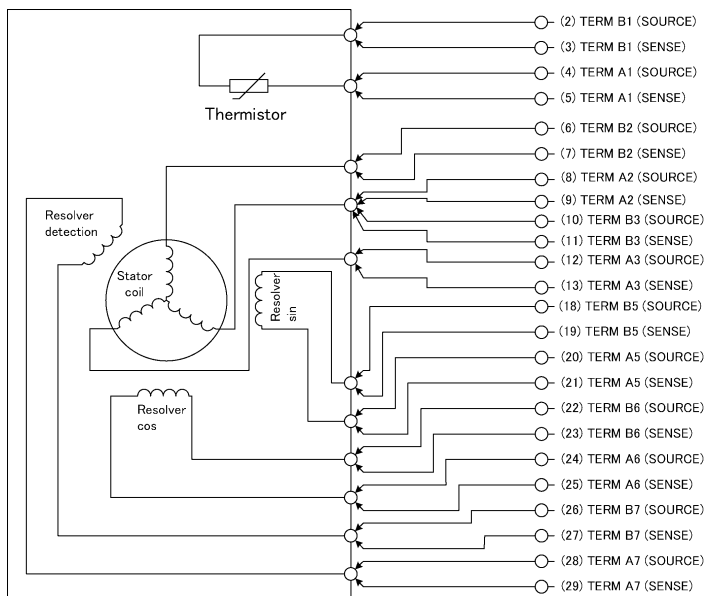 (2) TERM B1 (SOURCE)
(3) TERM B1 (SENSE)
(4) TERM A1 (SOURCE)
(5) TERM A1 (SENSE)
Thermistor
(6) TERM B2 (SOURCE)
(7) TERM B2 (SENSE)
(8) TERM A2 (SOURCE)
(9) TERM A2 (SENSE)
(10) TERM B3 (SOURCE)
(11) TERM B3 (SENSE)
(12) TERM A3 (SOURCE)
(13) TERM A3 (SENSE)
Resolver
detection
Stator
coil
Resolver
sin
(18) TERM B5 (SOURCE)
(19) TERM B5 (SENSE)
(20) TERM A5 (SOURCE)
(21) TERM A5 (SENSE)
Resolver
cos
(22) TERM B6 (SOURCE)
(23) TERM B6 (SENSE)
(24) TERM A6 (SOURCE)
(25) TERM A6 (SENSE)
(26) TERM B7 (SOURCE)
(27) TERM B7 (SENSE)
(28) TERM A7 (SOURCE)
(29) TERM A7 (SENSE)